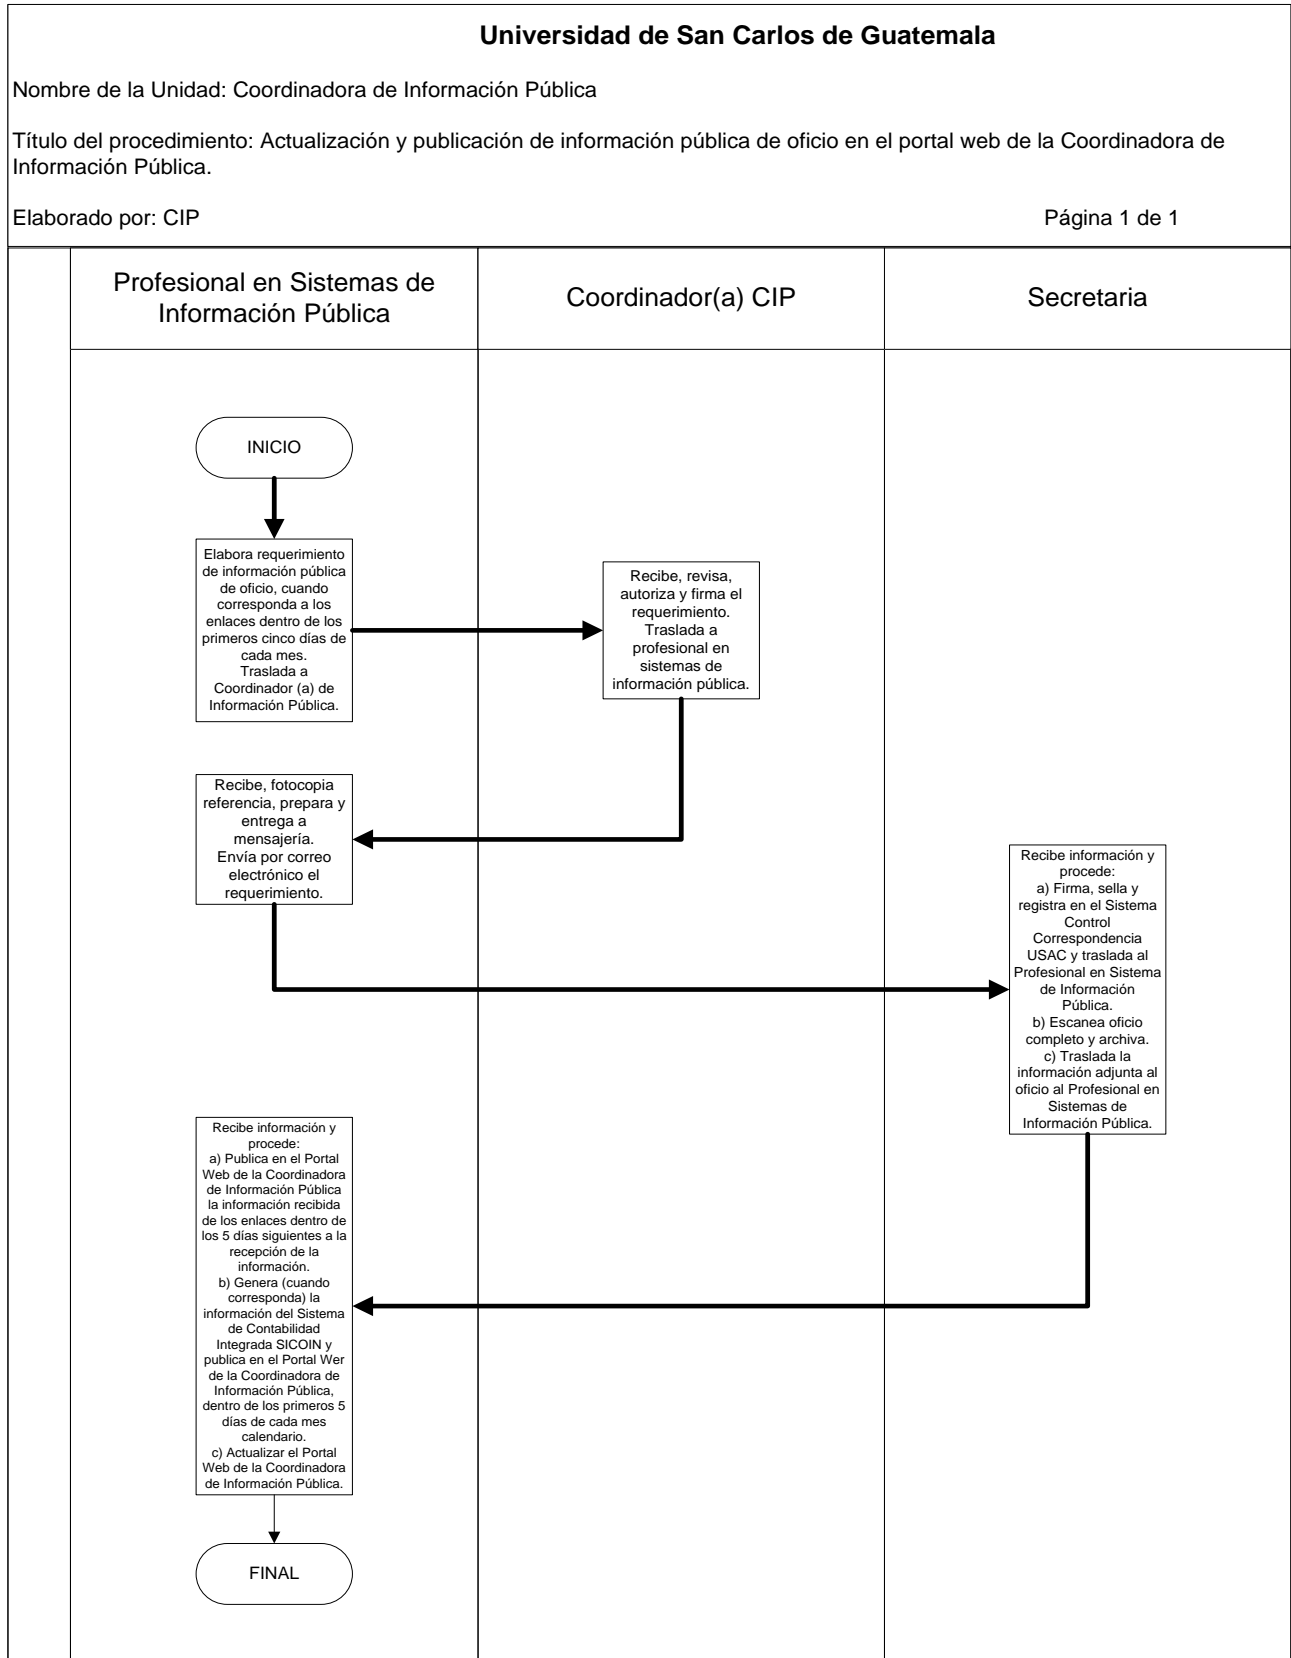 Universidad de San Carlos de Guatemala
Nombre de la Unidad: Coordinadora de Información Pública
Título del procedimiento: Actualización y publicación de información pública de oficio en el portal web de la Coordinadora de
Información Pública.
Elaborado por: CIP
Página 1 de 1
Profesional en Sistemas de
Información Pública
Coordinador(a) CIP
Secretaria
INICIO
Elabora requerimiento
de información pública
de oficio, cuando
corresponda a los
enlaces dentro de los
primeros cinco días de
cada mes.
Traslada a
Coordinador (a) de
Información Pública.
Recibe, revisa,
autoriza y firma el
requerimiento.
Traslada a
profesional en
sistemas de
información pública.
Recibe, fotocopia
referencia, prepara y
entrega a
mensajería.
Envía por correo
electrónico el
requerimiento.
Recibe información y
procede:
a) Firma, sella y
registra en el Sistema
Control
Correspondencia
USAC y traslada al
Profesional en Sistema
de Información
Pública.
b) Escanea oficio
completo y archiva.
c) Traslada la
información adjunta al
oficio al Profesional en
Sistemas de
Información Pública.
Recibe información y
procede:
a) Publica en el Portal
Web de la Coordinadora
de Información Pública
la información recibida
de los enlaces dentro de
los 5 días siguientes a la
recepción de la
información.
b) Genera (cuando
corresponda) la
información del Sistema
de Contabilidad
Integrada SICOIN y
publica en el Portal Wer
de la Coordinadora de
Información Pública,
dentro de los primeros 5
días de cada mes
calendario.
c) Actualizar el Portal
Web de la Coordinadora
de Información Pública.
FINAL